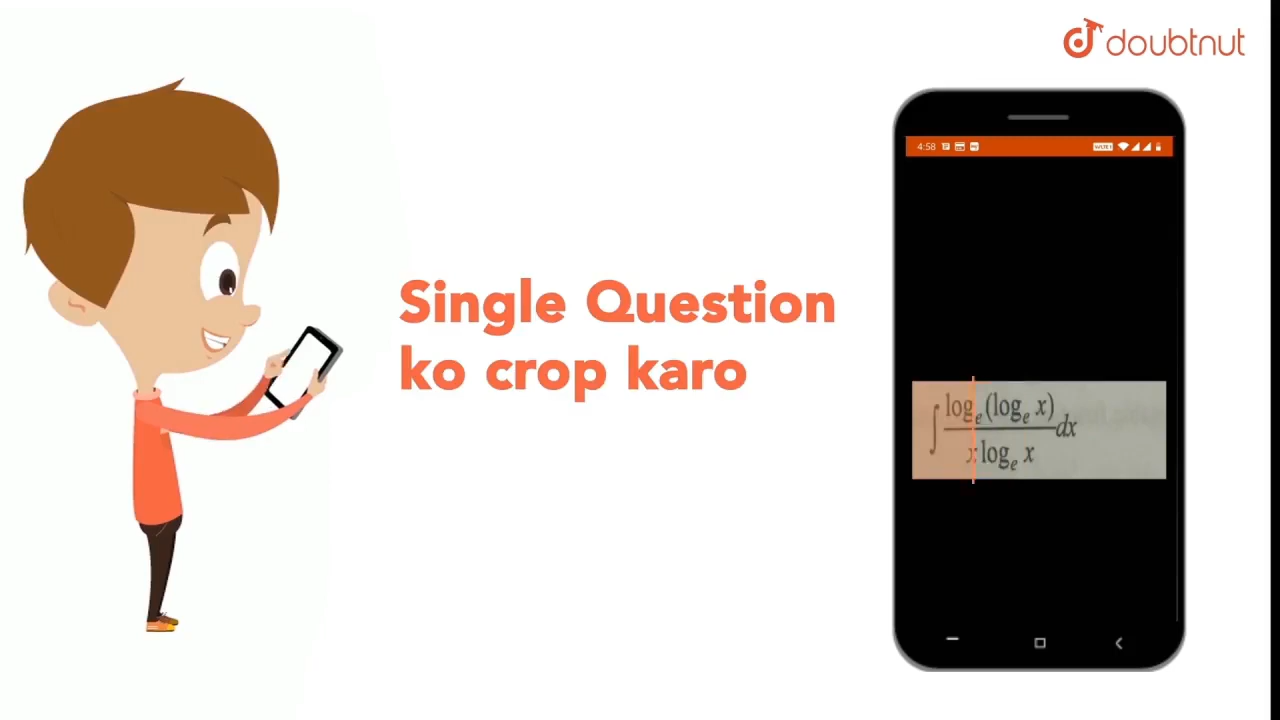 doubtnut
4:58
Single Question
ko crop karo
∫ logₑ(logₑ x) / x logₑ x dx